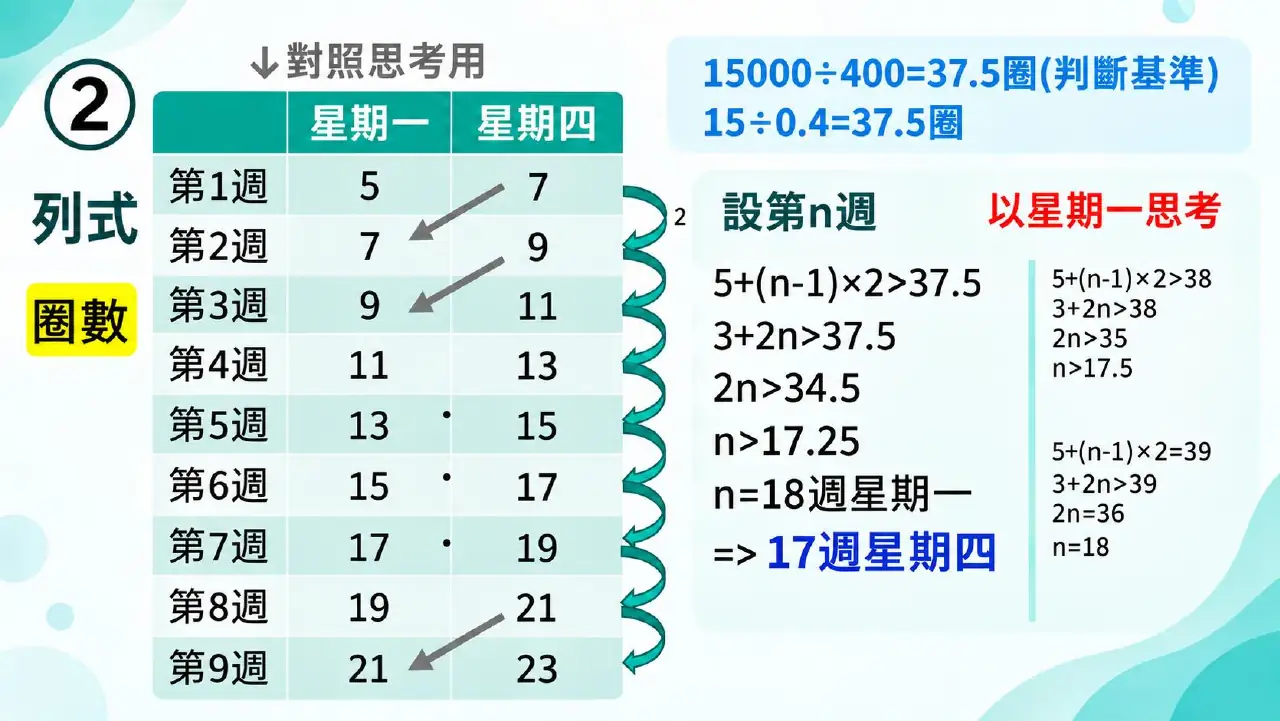 ②
列式
圈數
↓對照思考用
星期一 星期四
第1週 5 7
第2週 7 9
第3週 9 11
第4週 11 13
第5週 13 15
第6週 15 17
第7週 17 19
第8週 19 21
第9週 21 23
2
15000÷400=37.5圈(判斷基準)
15÷0.4=37.5圈
設第n週 以星期一思考
5+(n-1)×2>37.5
3+2n>37.5
2n>34.5
n>17.25
n=18週星期一
=> 17週星期四
5+(n-1)×2>38
3+2n>38
2n>35
n>17.5
5+(n-1)×2=39
3+2n>39
2n=36
n=18